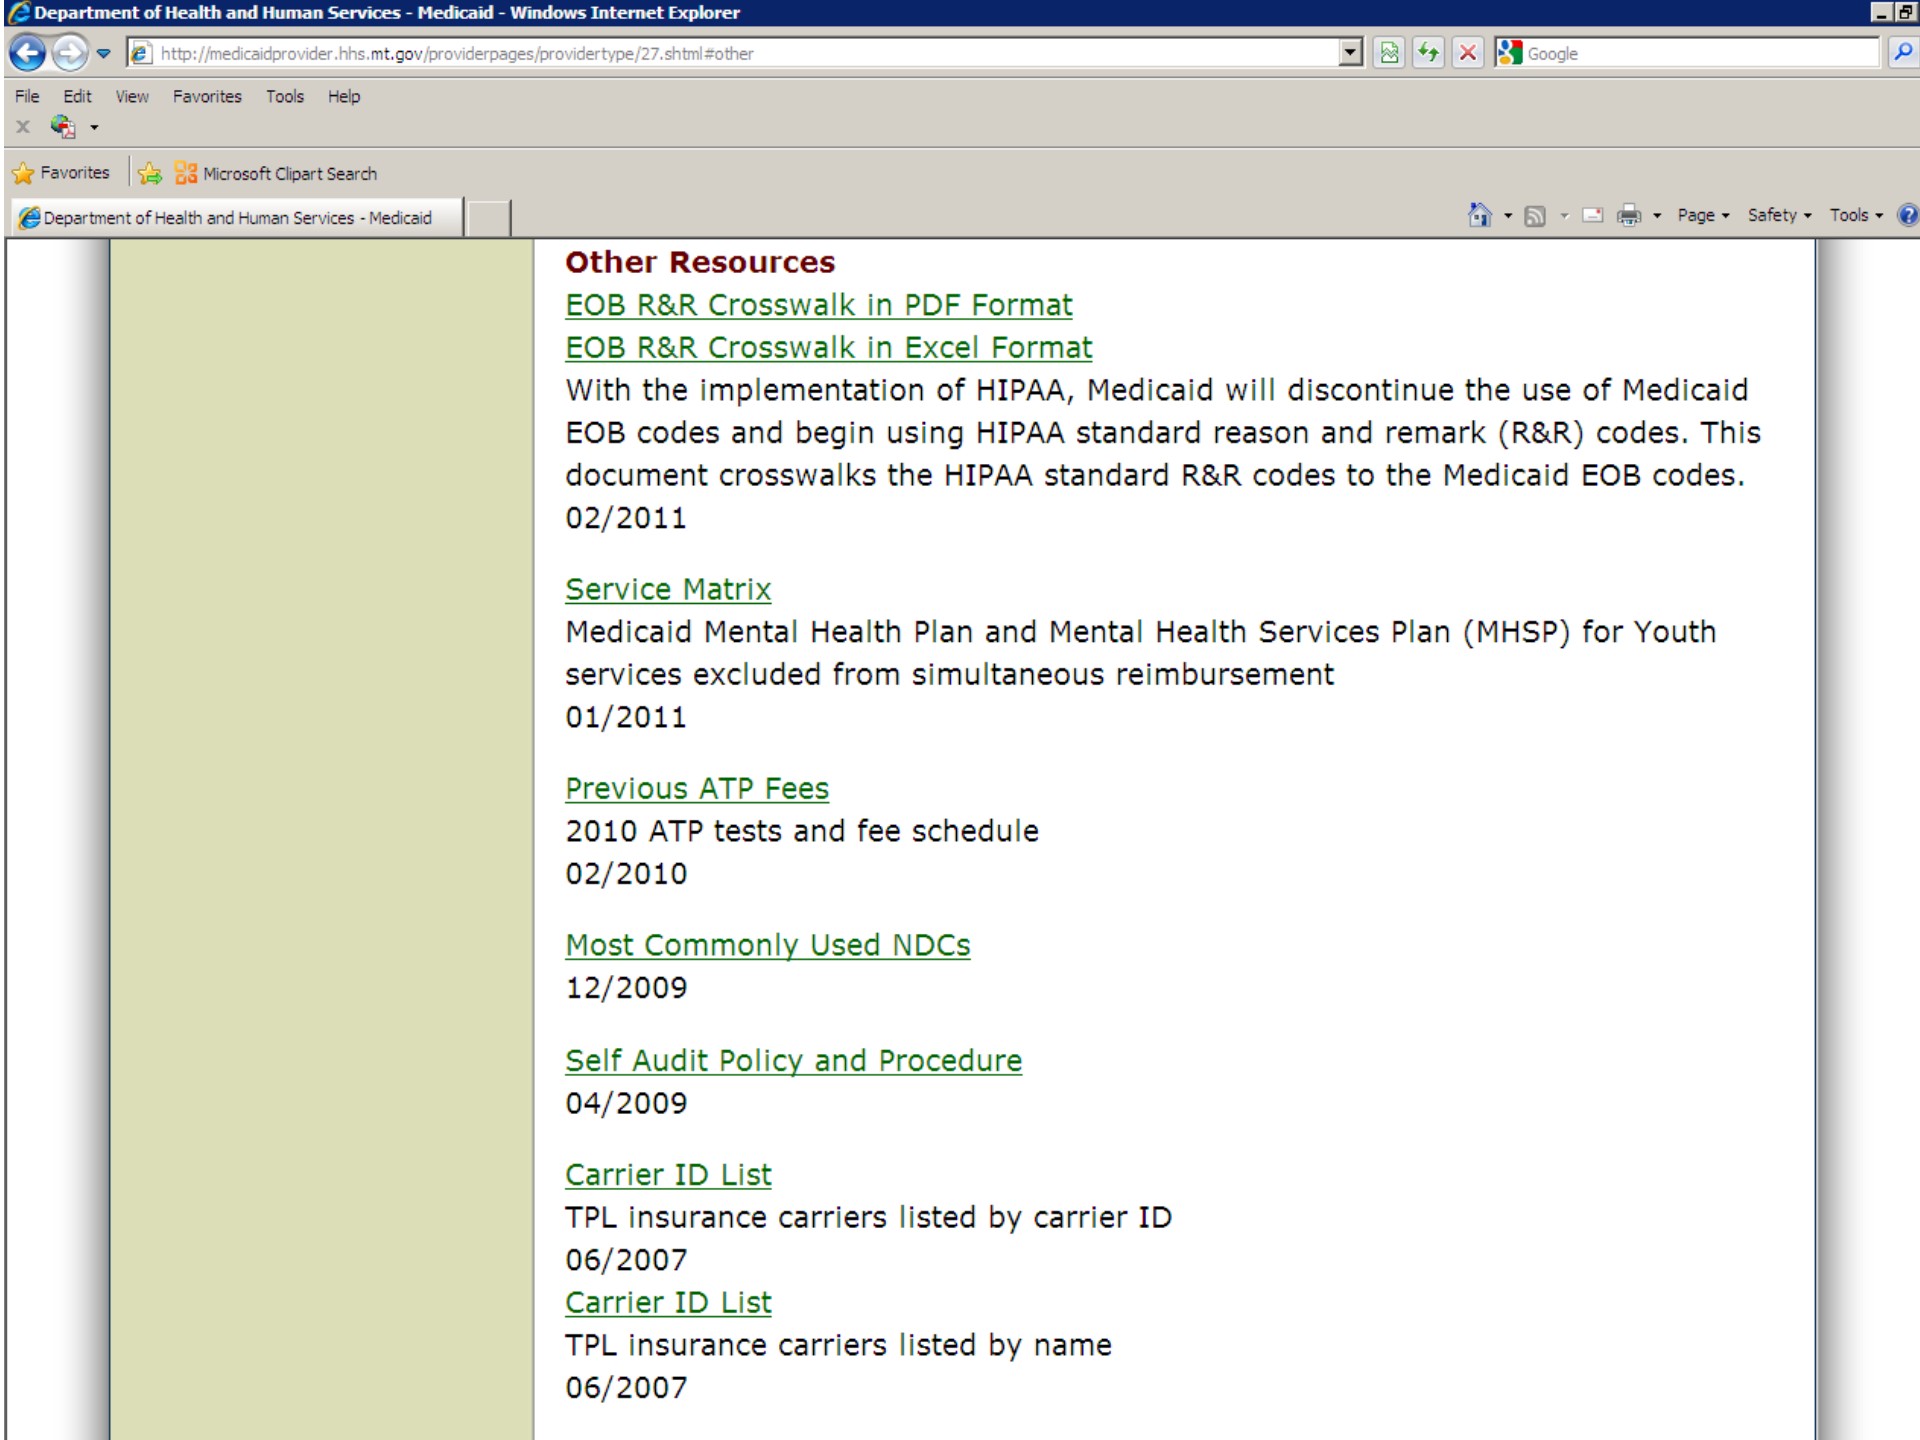 Department of Health and Human Services - Medicaid - Windows Internet Explorer
http://medicaidprovider.hhs.mt.gov/providerpages/providertype/27.shtml#other
Google
File Edit View Favorites Tools Help
Favorites Microsoft Clipart Search
Department of Health and Human Services - Medicaid
Page Safety Tools
Other Resources
EOB R&R Crosswalk in PDF Format
EOB R&R Crosswalk in Excel Format
With the implementation of HIPAA, Medicaid will discontinue the use of Medicaid
EOB codes and begin using HIPAA standard reason and remark (R&R) codes. This
document crosswalks the HIPAA standard R&R codes to the Medicaid EOB codes.
02/2011
Service Matrix
Medicaid Mental Health Plan and Mental Health Services Plan (MHSP) for Youth
services excluded from simultaneous reimbursement
01/2011
Previous ATP Fees
2010 ATP tests and fee schedule
02/2010
Most Commonly Used NDCs
12/2009
Self Audit Policy and Procedure
04/2009
Carrier ID List
TPL insurance carriers listed by carrier ID
06/2007
Carrier ID List
TPL insurance carriers listed by name
06/2007